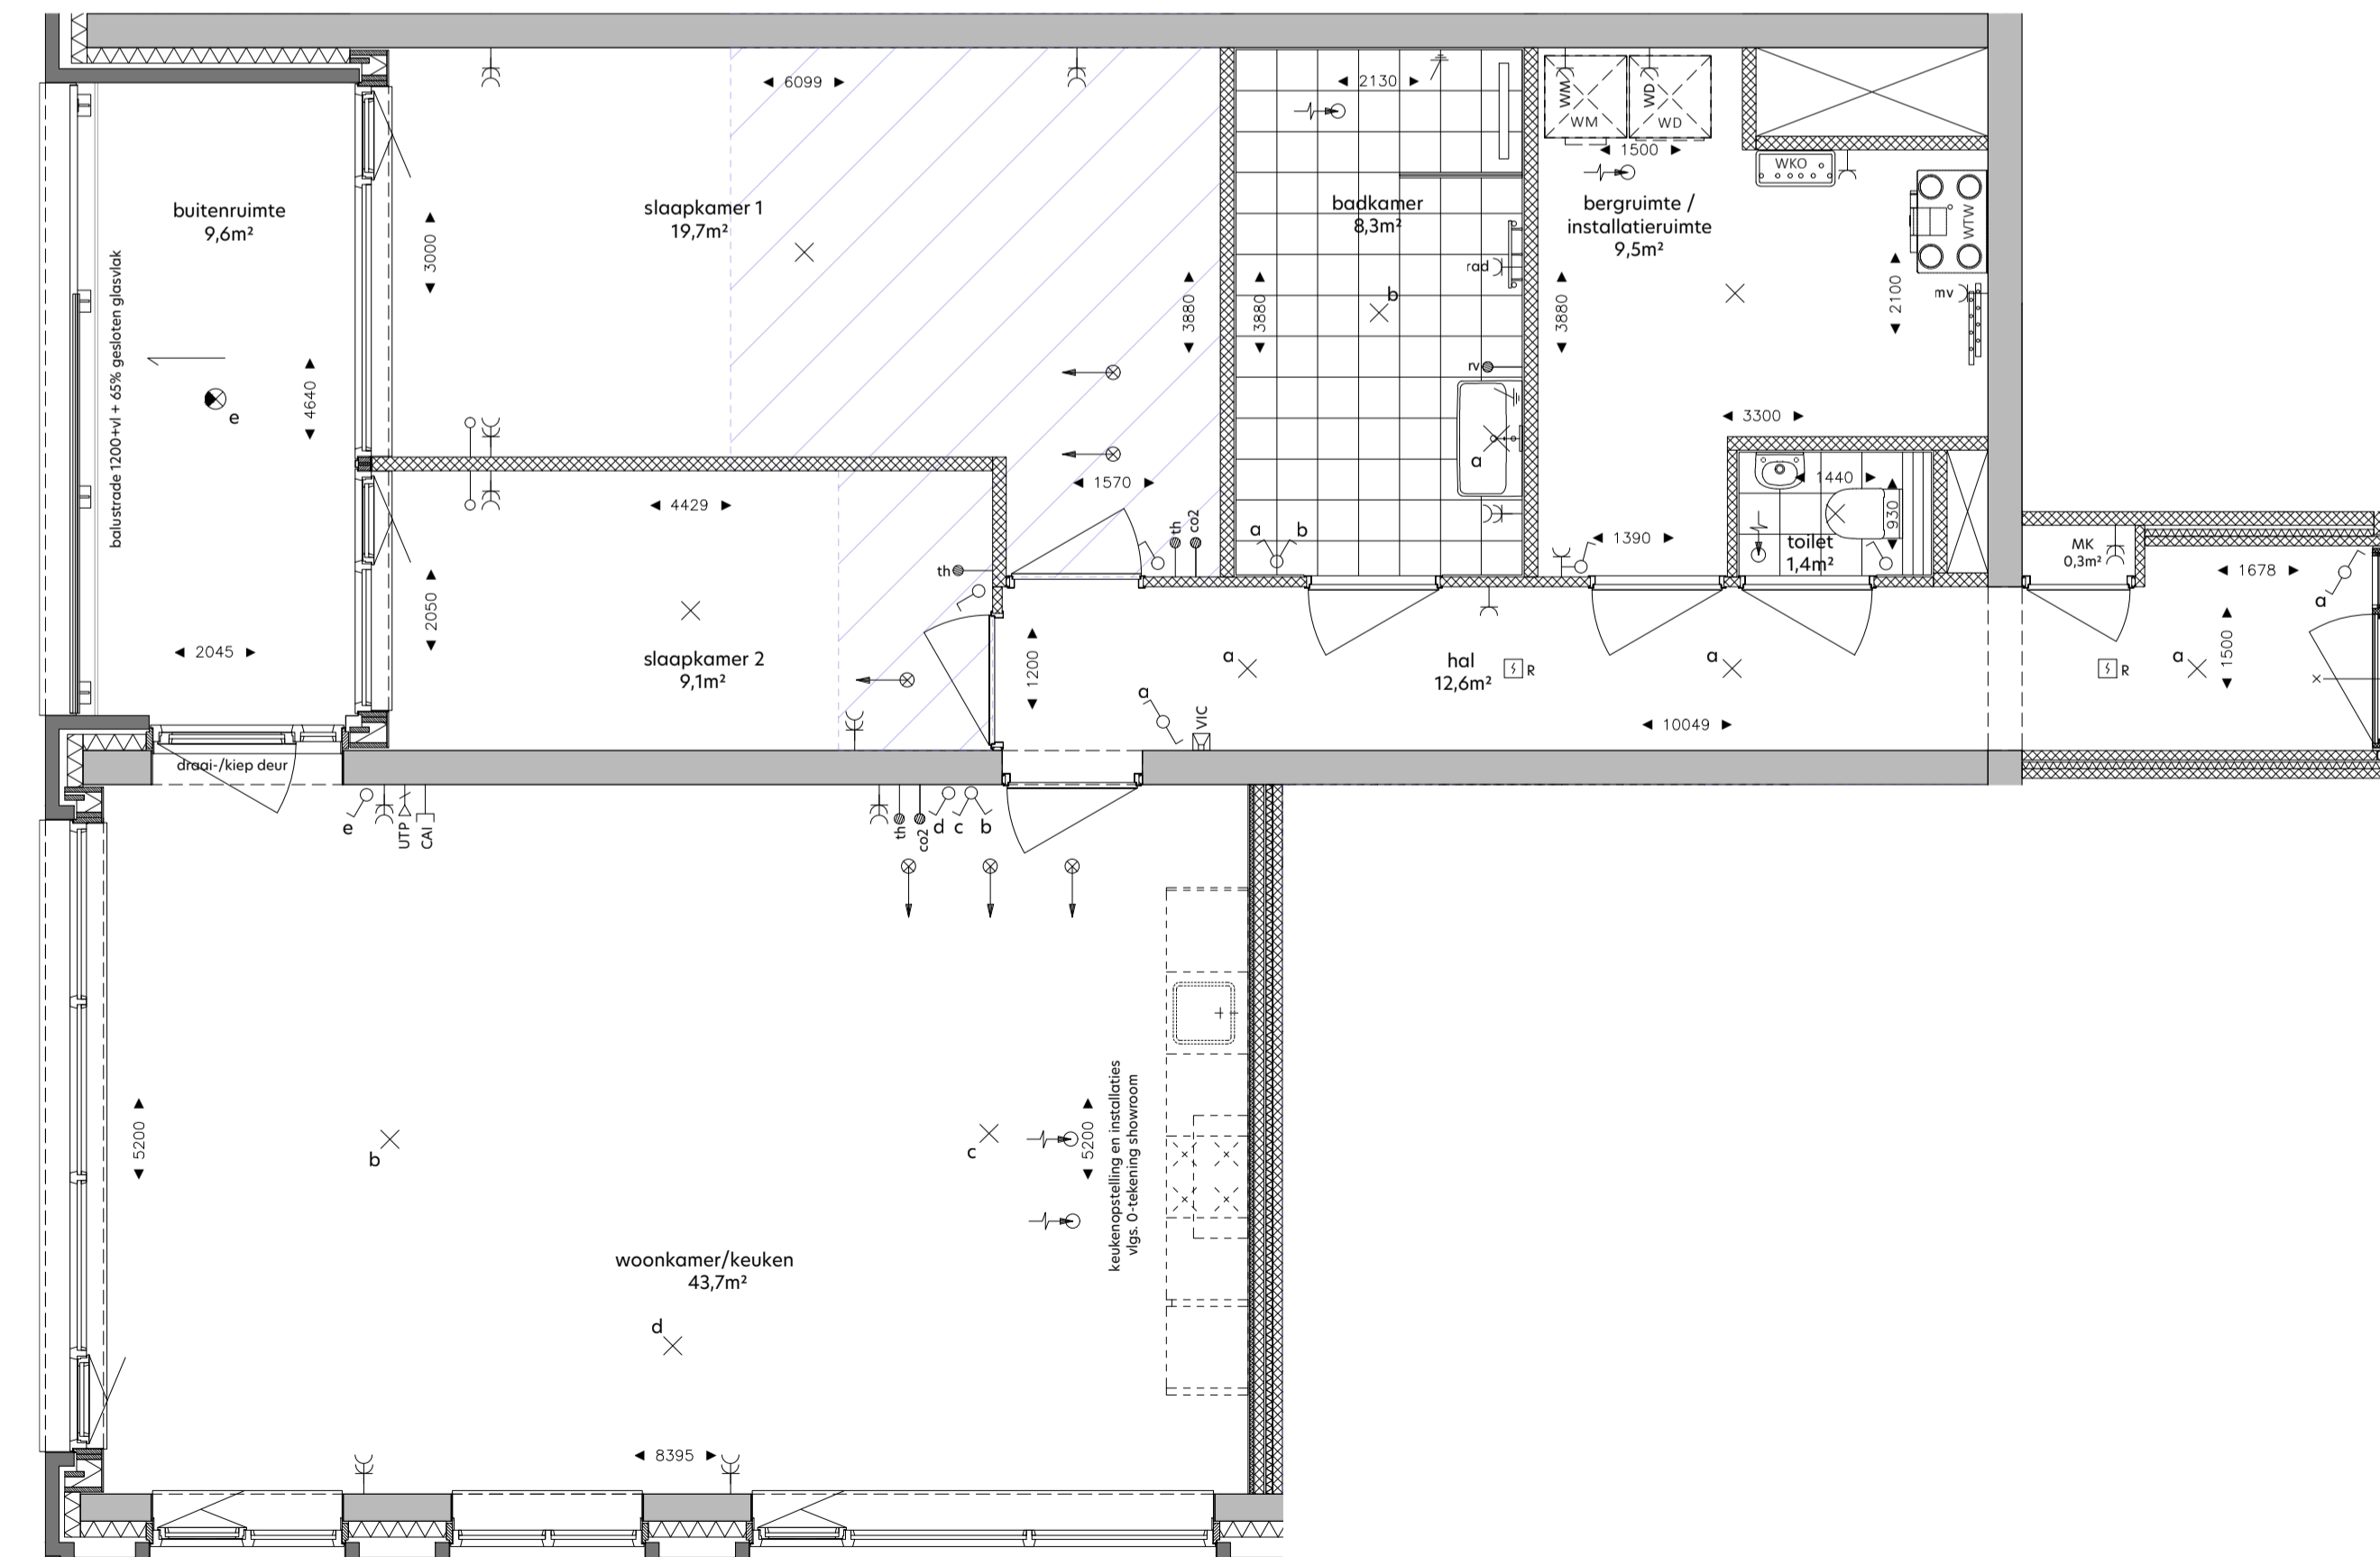 6099
2130
WM
WD
WM
WD
1500
WKO
WTW
buitenruimte
9,6m²
slaapkamer 1
19,7m²
badkamer
8,3m²
bergruimte /
installatieruimte
9,5m²
balustrade 1200+vl + 65% gesloten glasvlak
3000
rad
b
3880
3880
3880
2100
mv
4640
e
rv
3300
a
1570
1440
930
4429
th
co2
a
b
1390
toilet
1,4m²
MK
0,3m²
1678
a
th
2050
2045
slaapkamer 2
9,1m²
1200
a
hal
12,6m²
R
a
R
a
1500
a
VIC
10049
draai-/kiep deur
e
UTP
CAI
th
co2
d
c
b
5200
b
c
5200
keukenopstelling en installaties
vlgs. 0-tekening showroom
woonkamer/keuken
43,7m²
d
8395